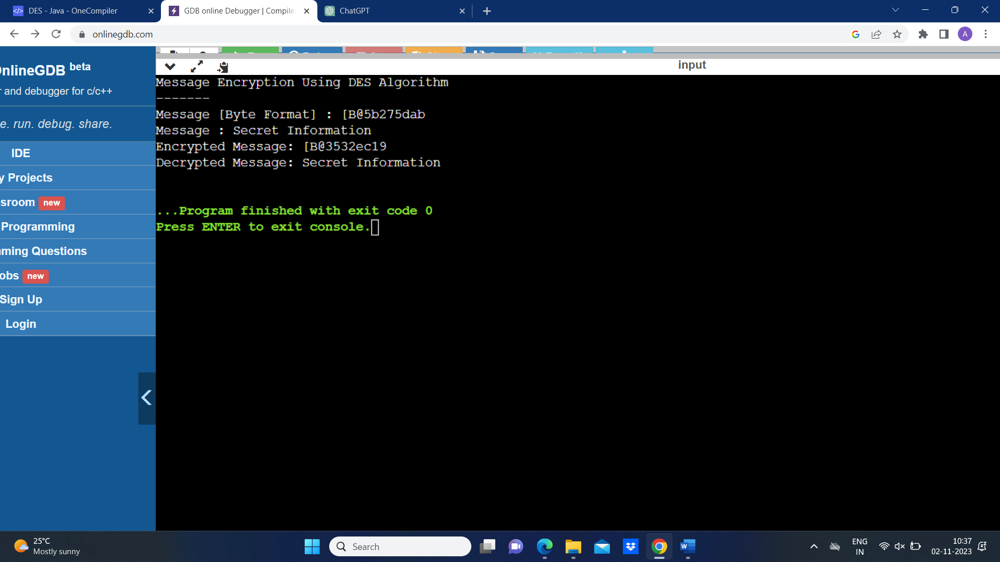 DES - Java - OneCompiler
GDB online Debugger | Compile
ChatGPT
onlinegdb.com
A
nlineGDB beta
and debugger for c/c++
e. run. debug. share.
IDE
y Projects
sroom new
Programming
ming Questions
obs new
Sign Up
Login
input
Message Encryption Using DES Algorithm
-------
Message [Byte Format] : [B@5b275dab
Message : Secret Information
Encrypted Message: [B@3532ec19
Decrypted Message: Secret Information
...Program finished with exit code 0
Press ENTER to exit console.
25°C
Mostly sunny
Search
ENG
IN
10:37
02-11-2023